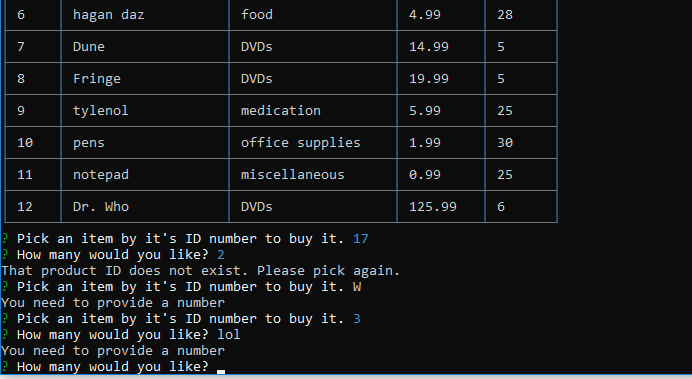 6 hagan daz food 4.99 28
7 Dune DVDs 14.99 5
8 Fringe DVDs 19.99 5
9 tylenol medication 5.99 25
10 pens office supplies 1.99 30
11 notepad miscellaneous 0.99 25
12 Dr. Who DVDs 125.99 6
? Pick an item by it's ID number to buy it. 17
? How many would you like? 2
That product ID does not exist. Please pick again.
? Pick an item by it's ID number to buy it. W
You need to provide a number
? Pick an item by it's ID number to buy it. 3
? How many would you like? lol
You need to provide a number
? How many would you like?